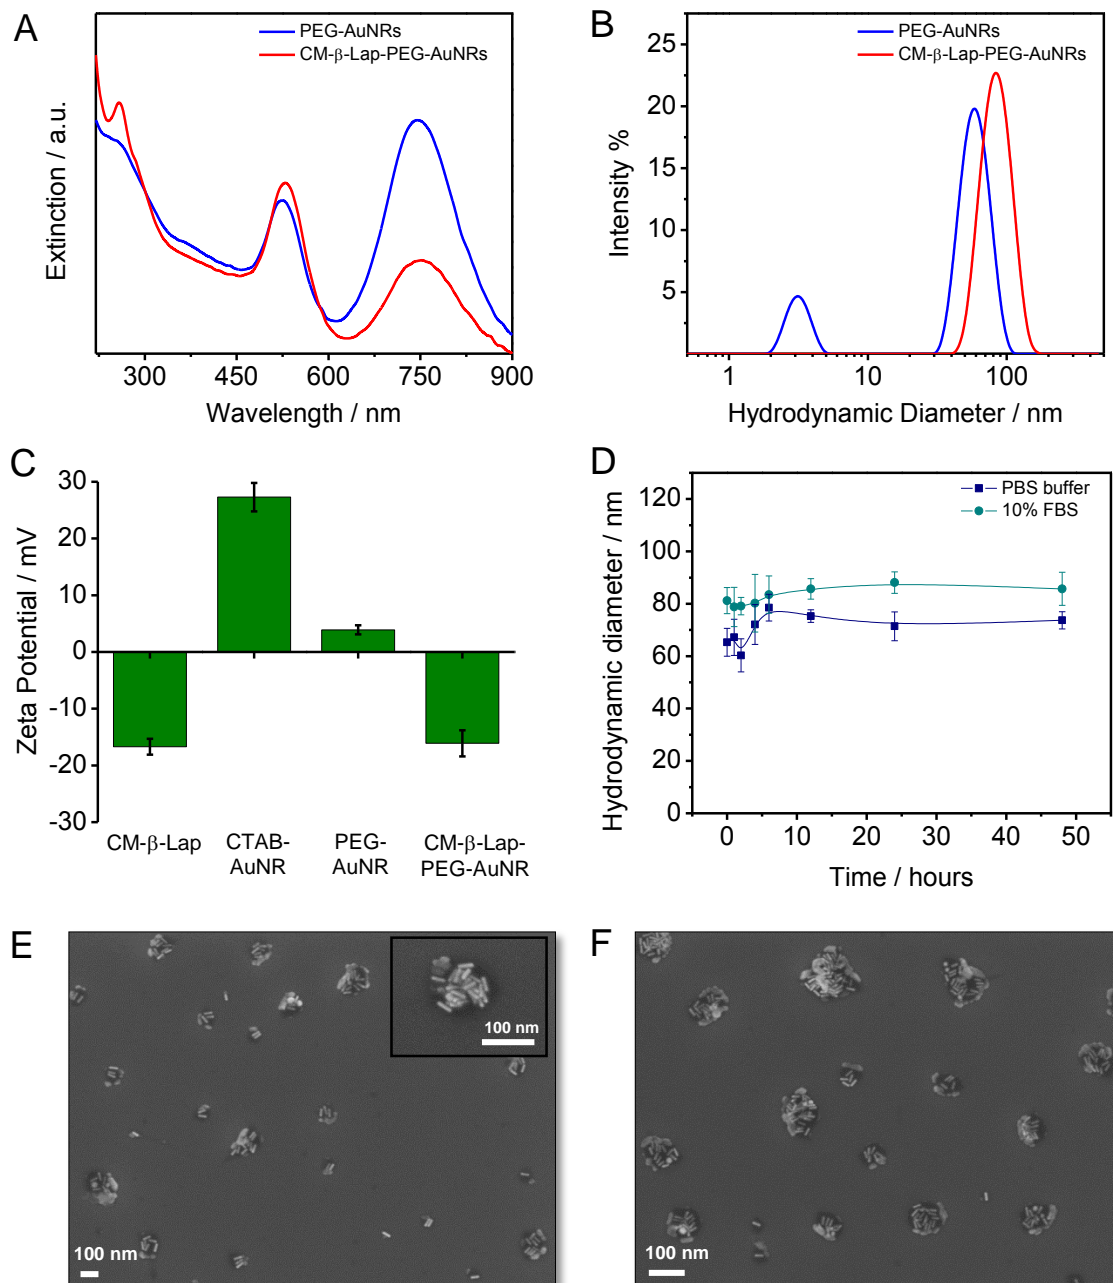 A
PEG-AuNRs
CM-β-Lap-PEG-AuNRs
Extinction / a.u.
300 450 600 750 900
Wavelength / nm
B
PEG-AuNRs
CM-β-Lap-PEG-AuNRs
25
20
15
10
5
Intensity %
1 10 100
Hydrodynamic Diameter / nm
C
30
20
10
0
-10
-20
-30
Zeta Potential / mV
CM-β-Lap CTAB- PEG- CM-β-Lap-
AuNR AuNR PEG-AuNR
D
PBS buffer
10% FBS
120
100
80
60
40
20
0
Hydrodynamic diameter / nm
0 10 20 30 40 50
Time / hours
E
100 nm
100 nm
F
100 nm